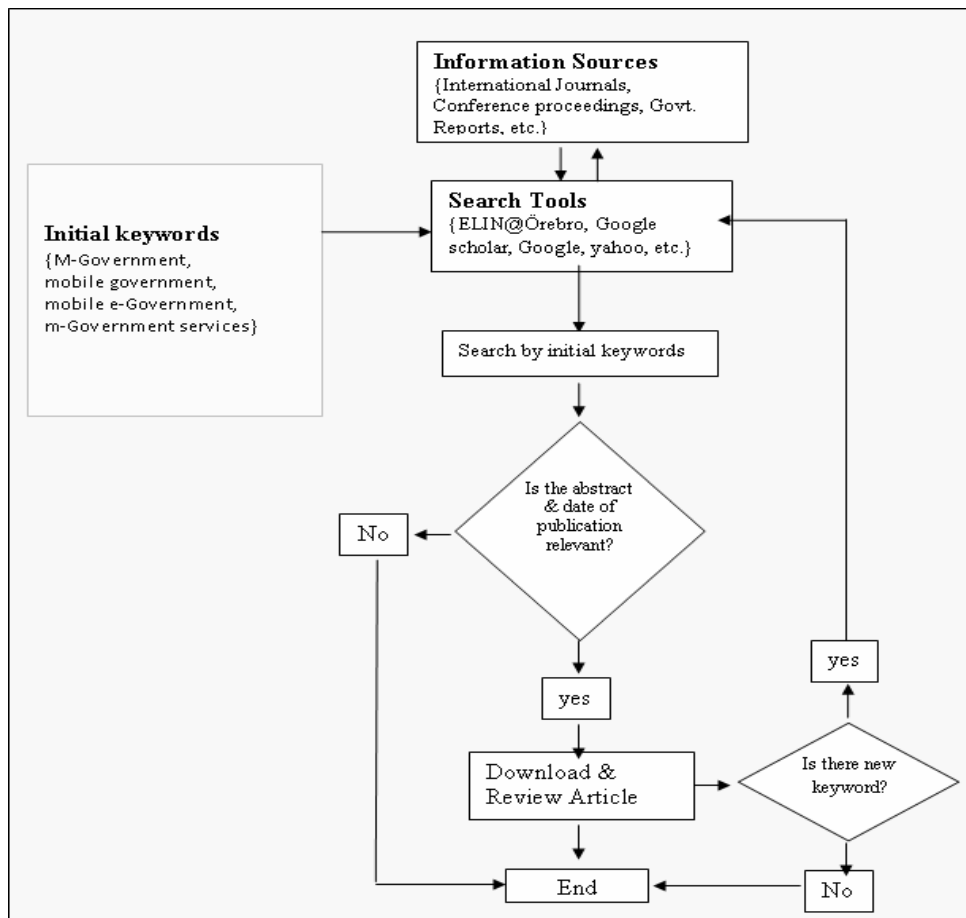 Information Sources
{International Journals,
Conference proceedings, Govt.
Reports, etc.}
Search Tools
{ELIN@Örebro, Google
scholar, Google, yahoo, etc.}
Initial keywords
{M-Government,
mobile government,
mobile e-Government,
m-Government services}
Search by initial keywords
Is the abstract
& date of
publication
relevant?
No
yes
yes
Download &
Review Article
Is there new
keyword?
End
No